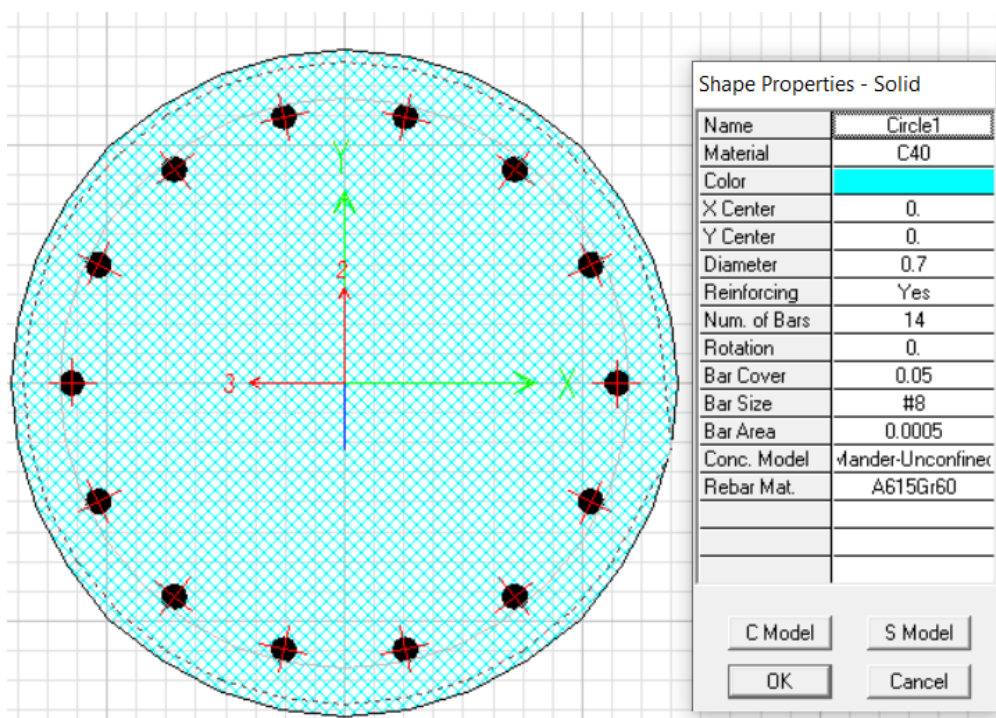 Y
2
3
X
Shape Properties - Solid
Name Circle1
Material C40
Color
X Center 0.
Y Center 0.
Diameter 0.7
Reinforcing Yes
Num. of Bars 14
Rotation 0.
Bar Cover 0.05
Bar Size #8
Bar Area 0.0005
Conc. Model Mander-Unconfined
Rebar Mat. A615Gr60
C Model S Model
OK Cancel